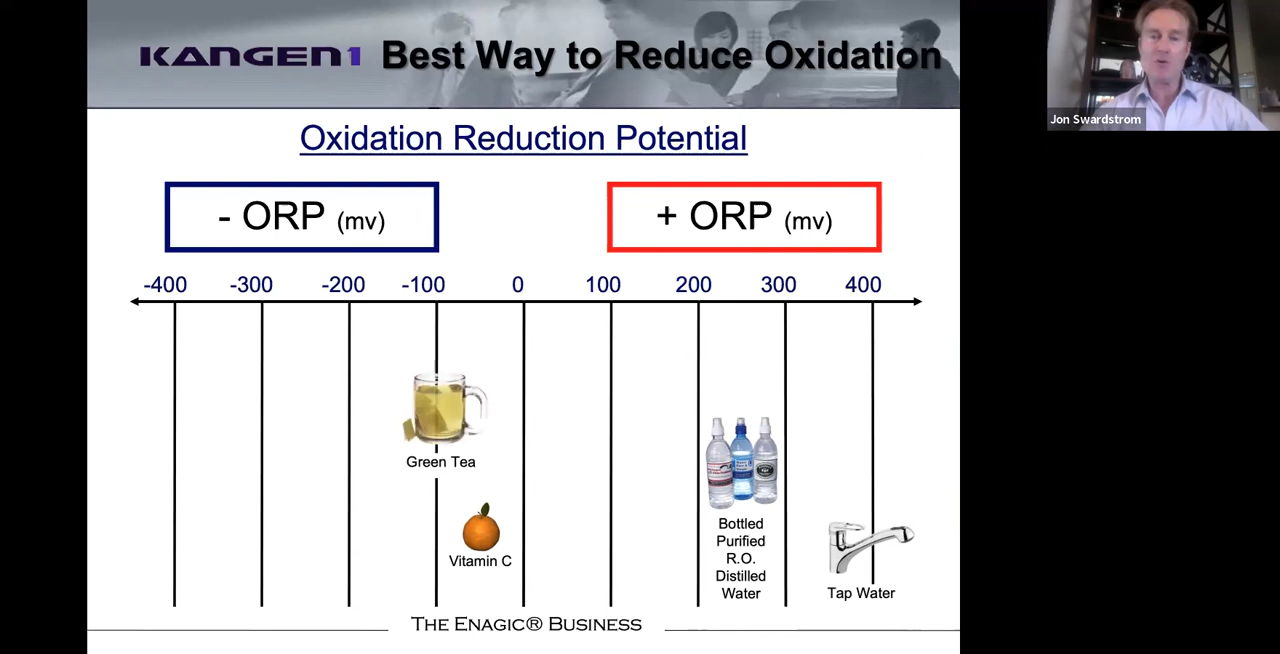 KANGEN1 Best Way to Reduce Oxidation
Jon Swardstrom
Oxidation Reduction Potential
- ORP (mv)
+ ORP (mv)
-400 -300 -200 -100 0 100 200 300 400
Green Tea
Vitamin C
Bottled
Purified
R.O.
Distilled
Water
Tap Water
THE ENAGIC® BUSINESS